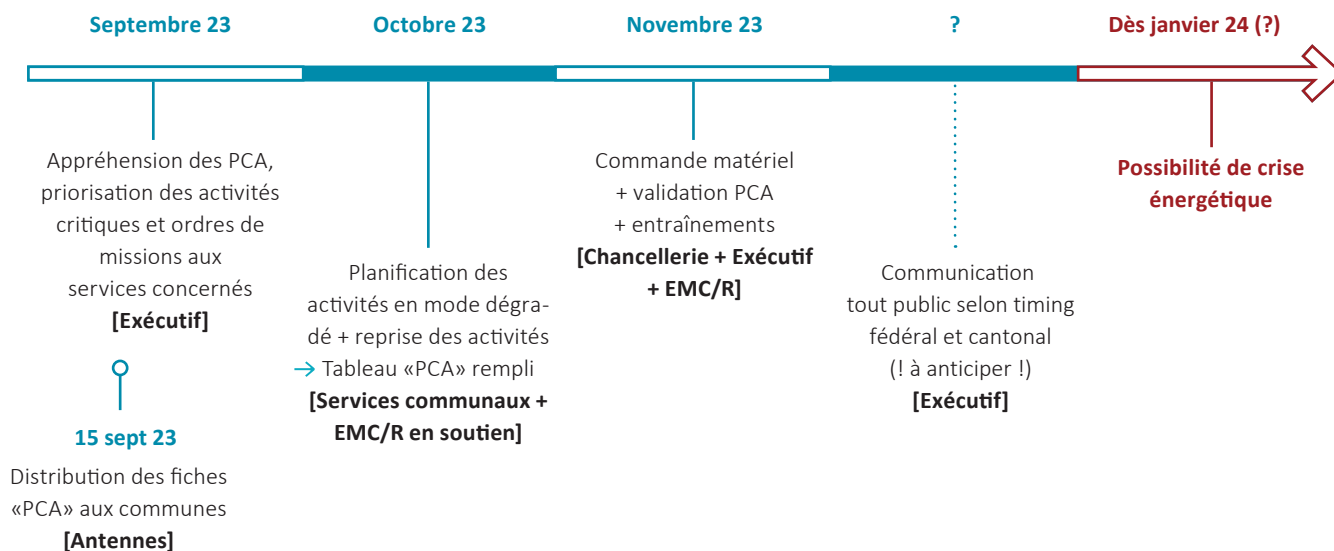 Septembre 23
Octobre 23
Novembre 23
?
Dès janvier 24 (?)
Appréhension des PCA,
priorisation des activités
critiques et ordres de
missions aux
services concernés
[Exécutif]
15 sept 23
Distribution des fiches
«PCA» aux communes
[Antennes]
Planification des
activités en mode dégra-
dé + reprise des activités
→ Tableau «PCA» rempli
[Services communaux +
EMC/R en soutien]
Commande matériel
+ validation PCA
+ entraînements
[Chancellerie + Exécutif
+ EMC/R]
Communication
tout public selon timing
fédéral et cantonal
(! à anticiper !)
[Exécutif]
Possibilité de crise
énergétique